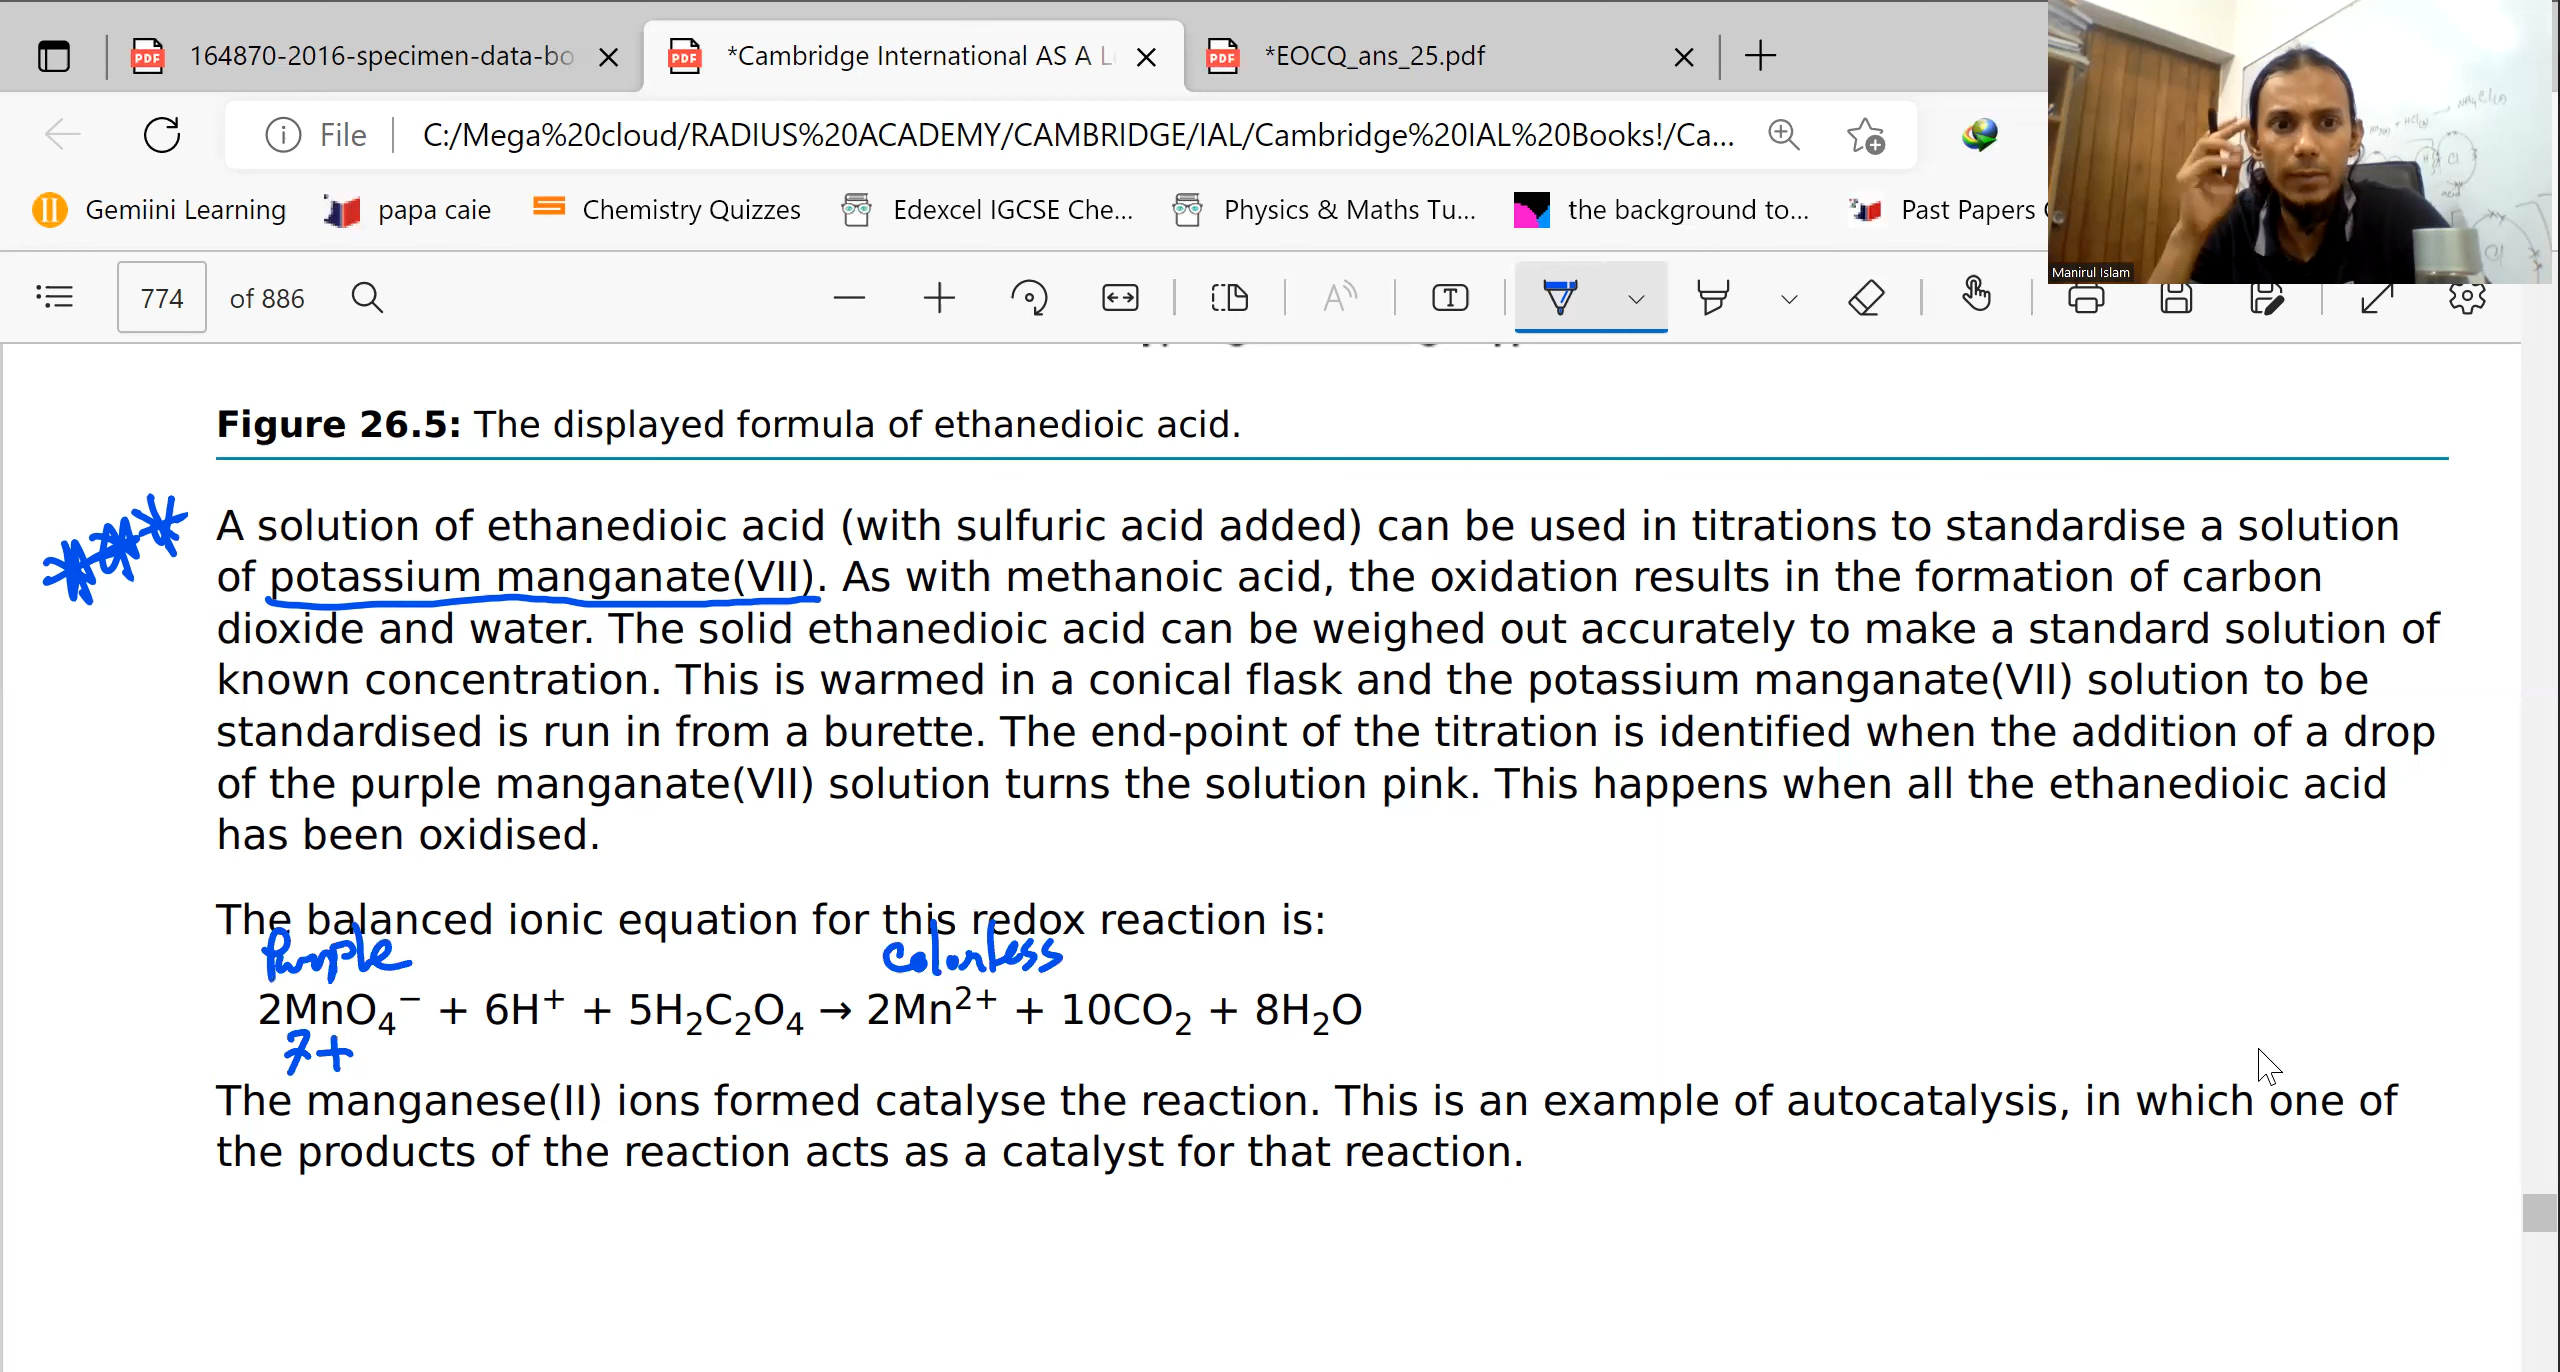 164870-2016-specimen-data-bo
*Cambridge International AS A L
*EOCQ_ans_25.pdf
File
C:/Mega%20cloud/RADIUS%20ACADEMY/CAMBRIDGE/IAL/Cambridge%20IAL%20Books!/Ca...
Gemiini Learning
papa caie
Chemistry Quizzes
Edexcel IGCSE Che...
Physics & Maths Tu...
the background to...
Past Papers
Manirul Islam
774 of 886
Figure 26.5: The displayed formula of ethanedioic acid.
A solution of ethanedioic acid (with sulfuric acid added) can be used in titrations to standardise a solution
of potassium manganate(VII). As with methanoic acid, the oxidation results in the formation of carbon
dioxide and water. The solid ethanedioic acid can be weighed out accurately to make a standard solution of
known concentration. This is warmed in a conical flask and the potassium manganate(VII) solution to be
standardised is run in from a burette. The end-point of the titration is identified when the addition of a drop
of the purple manganate(VII) solution turns the solution pink. This happens when all the ethanedioic acid
has been oxidised.
The balanced ionic equation for this redox reaction is:
Purple colorless
2MnO₄⁻ + 6H⁺ + 5H₂C₂O₄ → 2Mn²⁺ + 10CO₂ + 8H₂O
7+
The manganese(II) ions formed catalyse the reaction. This is an example of autocatalysis, in which one of
the products of the reaction acts as a catalyst for that reaction.